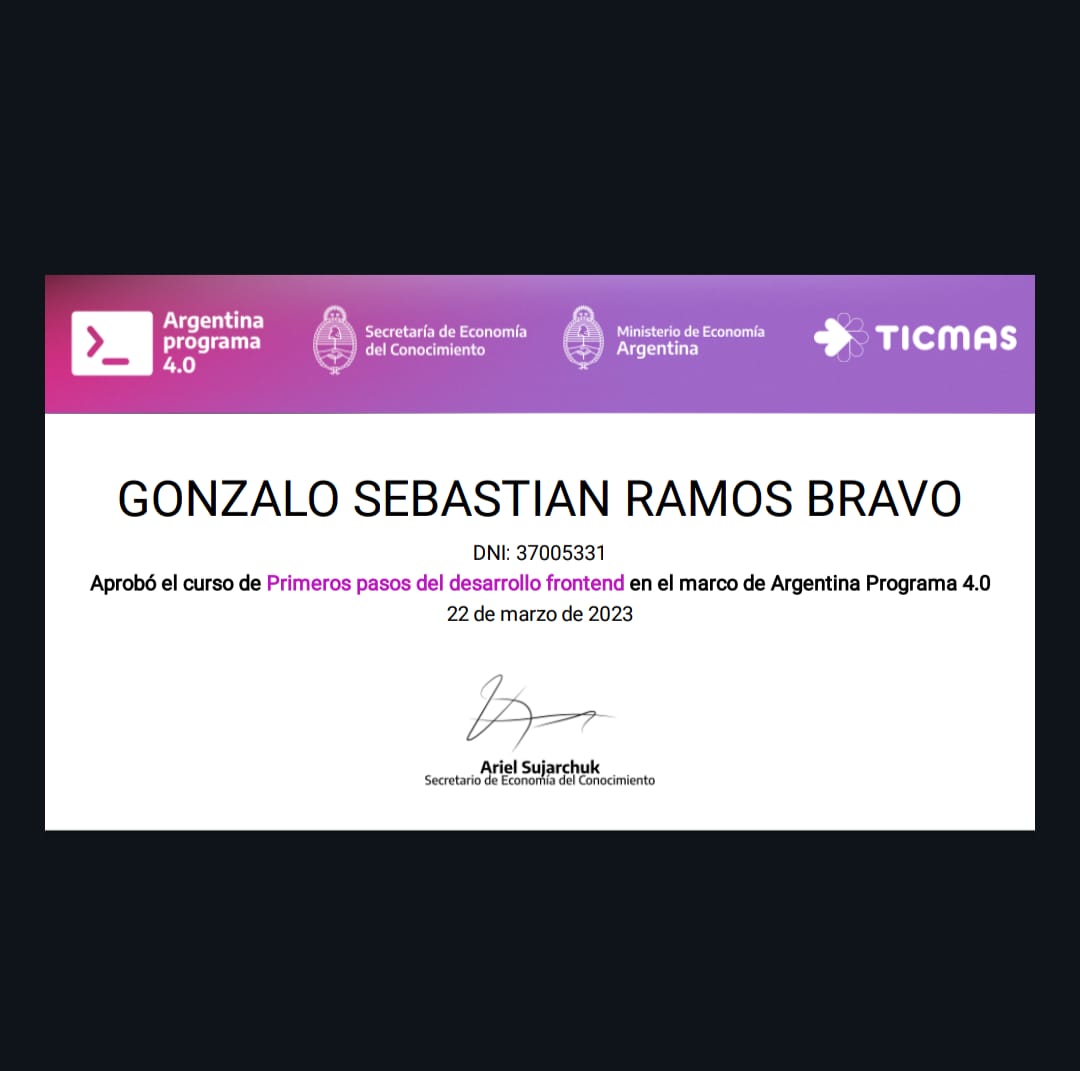 Argentina
programa
4.0
Secretaría de Economía
del Conocimiento
Ministerio de Economía
Argentina
TICMAS
GONZALO SEBASTIAN RAMOS BRAVO
DNI: 37005331
Aprobó el curso de Primeros pasos del desarrollo frontend en el marco de Argentina Programa 4.0
22 de marzo de 2023
Ariel Sujarchuk
Secretario de Economía del Conocimiento